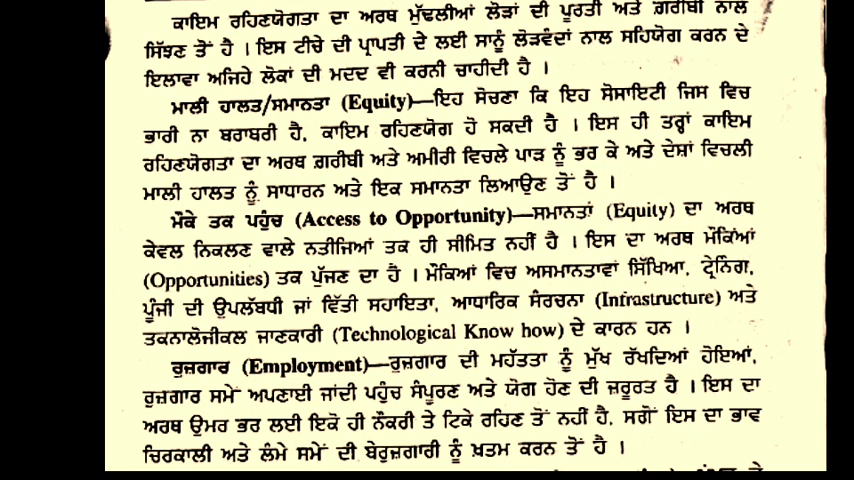 ਕਾਇਮ ਰਹਿਣਯੋਗਤਾ ਦਾ ਅਰਥ ਮੁੱਢਲੀਆਂ ਲੋੜਾਂ ਦੀ ਪੂਰਤੀ ਅਤੇ ਗ਼ਰੀਬੀ ਨਾਲ
ਸਿੱਝਣ ਤੋਂ ਹੈ । ਇਸ ਟੀਚੇ ਦੀ ਪ੍ਰਾਪਤੀ ਦੇ ਲਈ ਸਾਨੂੰ ਲੋੜਵੰਦਾਂ ਨਾਲ ਸਹਿਯੋਗ ਕਰਨ ਦੇ
ਇਲਾਵਾ ਅਜਿਹੇ ਲੋਕਾਂ ਦੀ ਮਦਦ ਵੀ ਕਰਨੀ ਚਾਹੀਦੀ ਹੈ ।
ਮਾਲੀ ਹਾਲਤ/ਸਮਾਨਤਾ (Equity)—ਇਹ ਸੋਚਣਾ ਕਿ ਇਹ ਸੋਸਾਇਟੀ ਜਿਸ ਵਿਚ
ਭਾਰੀ ਨਾ ਬਰਾਬਰੀ ਹੈ, ਕਾਇਮ ਰਹਿਣਯੋਗ ਹੋ ਸਕਦੀ ਹੈ । ਇਸ ਹੀ ਤਰ੍ਹਾਂ ਕਾਇਮ
ਰਹਿਣਯੋਗਤਾ ਦਾ ਅਰਥ ਗ਼ਰੀਬੀ ਅਤੇ ਅਮੀਰੀ ਵਿਚਲੇ ਪਾੜ ਨੂੰ ਭਰ ਕੇ ਅਤੇ ਦੇਸ਼ਾਂ ਵਿਚਲੀ
ਮਾਲੀ ਹਾਲਤ ਨੂੰ ਸਾਧਾਰਨ ਅਤੇ ਇਕ ਸਮਾਨਤਾ ਲਿਆਉਣ ਤੋਂ ਹੈ ।
ਮੌਕੇ ਤਕ ਪਹੁੰਚ (Access to Opportunity)—ਸਮਾਨਤਾਂ (Equity) ਦਾ ਅਰਥ
ਕੇਵਲ ਨਿਕਲਣ ਵਾਲੇ ਨਤੀਜਿਆਂ ਤਕ ਹੀ ਸੀਮਿਤ ਨਹੀਂ ਹੈ । ਇਸ ਦਾ ਅਰਥ ਮੌਕਿਆਂ
(Opportunities) ਤਕ ਪੁੱਜਣ ਦਾ ਹੈ । ਮੌਕਿਆਂ ਵਿਚ ਅਸਮਾਨਤਾਵਾਂ ਸਿੱਖਿਆ, ਟ੍ਰੇਨਿੰਗ,
ਪੂੰਜੀ ਦੀ ਉਪਲੱਬਧੀ ਜਾਂ ਵਿੱਤੀ ਸਹਾਇਤਾ, ਆਧਾਰਿਕ ਸੰਰਚਨਾ (Infrastructure) ਅਤੇ
ਤਕਨਾਲੋਜੀਕਲ ਜਾਣਕਾਰੀ (Technological Know how) ਦੇ ਕਾਰਨ ਹਨ ।
ਰੁਜ਼ਗਾਰ (Employment)—ਰੁਜ਼ਗਾਰ ਦੀ ਮਹੱਤਤਾ ਨੂੰ ਮੁੱਖ ਰੱਖਦਿਆਂ ਹੋਇਆਂ,
ਰੁਜ਼ਗਾਰ ਸਮੇਂ ਅਪਣਾਈ ਜਾਂਦੀ ਪਹੁੰਚ ਸੰਪੂਰਣ ਅਤੇ ਯੋਗ ਹੋਣ ਦੀ ਜ਼ਰੂਰਤ ਹੈ । ਇਸ ਦਾ
ਅਰਥ ਉਮਰ ਭਰ ਲਈ ਇਕੋ ਹੀ ਨੌਕਰੀ ਤੇ ਟਿਕੇ ਰਹਿਣ ਤੋਂ ਨਹੀਂ ਹੈ, ਸਗੋਂ ਇਸ ਦਾ ਭਾਵ
ਚਿਰਕਾਲੀ ਅਤੇ ਲੰਮੇ ਸਮੇਂ ਦੀ ਬੇਰੁਜ਼ਗਾਰੀ ਨੂੰ ਖ਼ਤਮ ਕਰਨ ਤੋਂ ਹੈ ।